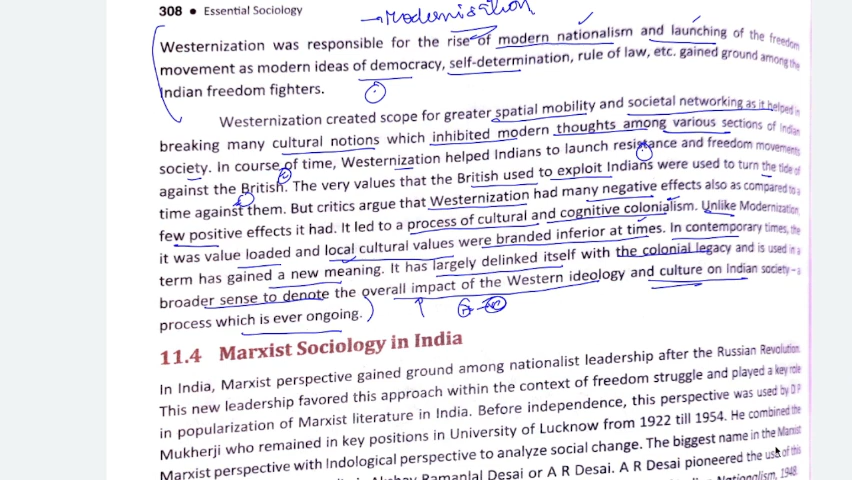 308 • Essential Sociology
→Modernisation
Westernization was responsible for the rise of modern nationalism and launching of the freedom
movement as modern ideas of democracy, self-determination, rule of law, etc. gained ground among the
Indian freedom fighters.
Westernization created scope for greater spatial mobility and societal networking as it helped in
breaking many cultural notions which inhibited modern thoughts among various sections of Indian
society. In course of time, Westernization helped Indians to launch resistance and freedom movements
against the British. The very values that the British used to exploit Indians were used to turn the tide of
time against them. But critics argue that Westernization had many negative effects also as compared to a
few positive effects it had. It led to a process of cultural and cognitive colonialism. Unlike Modernization,
it was value loaded and local cultural values were branded inferior at times. In contemporary times, the
term has gained a new meaning. It has largely delinked itself with the colonial legacy and is used in a
broader sense to denote the overall impact of the Western ideology and culture on Indian society – a
process which is ever ongoing.
11.4 Marxist Sociology in India
In India, Marxist perspective gained ground among nationalist leadership after the Russian Revolution.
This new leadership favored this approach within the context of freedom struggle and played a key role
in popularization of Marxist literature in India. Before independence, this perspective was used by D P
Mukherji who remained in key positions in University of Lucknow from 1922 till 1954. He combined the
Marxist perspective with Indological perspective to analyze social change. The biggest name in the Marxist
Akshay Ramanlal Desai or A R Desai. A R Desai pioneered the use of this
Nationalism, 1948